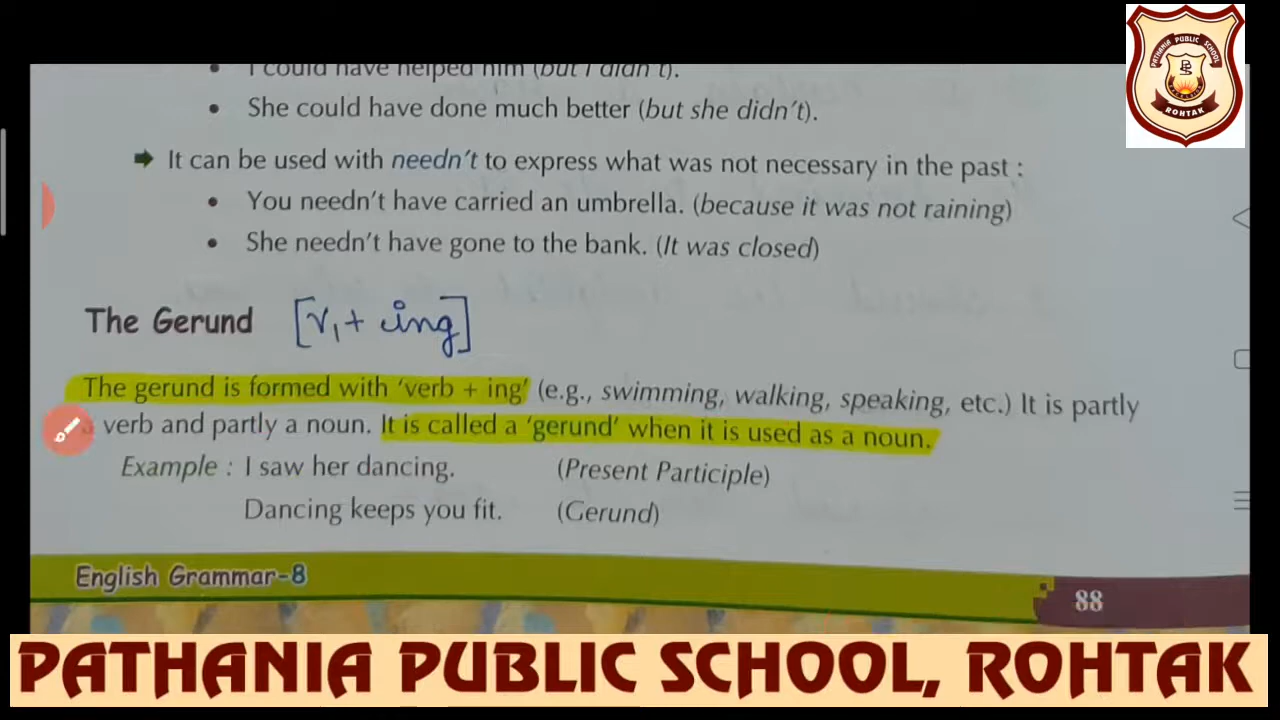 I could have helped him (but I didn't).
• She could have done much better (but she didn't).
➡ It can be used with needn't to express what was not necessary in the past :
• You needn't have carried an umbrella. (because it was not raining)
• She needn't have gone to the bank. (It was closed)
The Gerund [V1 + ing]
The gerund is formed with 'verb + ing' (e.g., swimming, walking, speaking, etc.) It is partly
a verb and partly a noun. It is called a 'gerund' when it is used as a noun.
Example : I saw her dancing. (Present Participle)
Dancing keeps you fit. (Gerund)
English Grammar-8
88
PATHANIA PUBLIC SCHOOL
PPS
ROHTAK
PATHANIA PUBLIC SCHOOL, ROHTAK